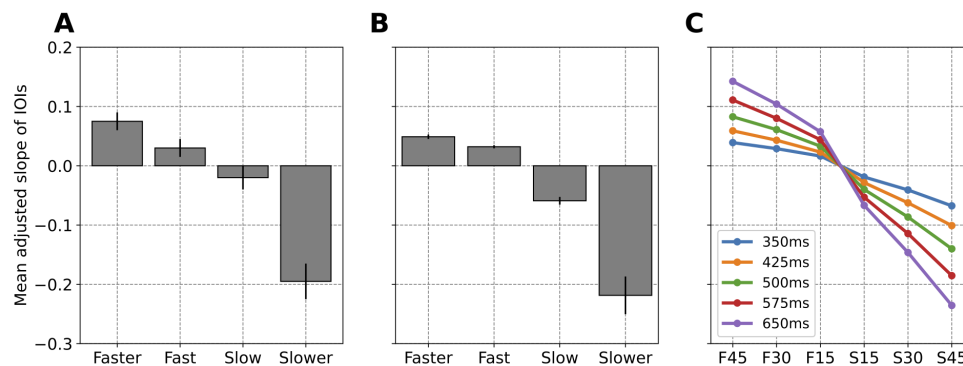 A
B
C
Mean adjusted slope of IOIs
0.2
0.1
0.0
−0.1
−0.2
−0.3
Faster Fast Slow Slower
Faster Fast Slow Slower
350ms
425ms
500ms
575ms
650ms
F45 F30 F15 S15 S30 S45